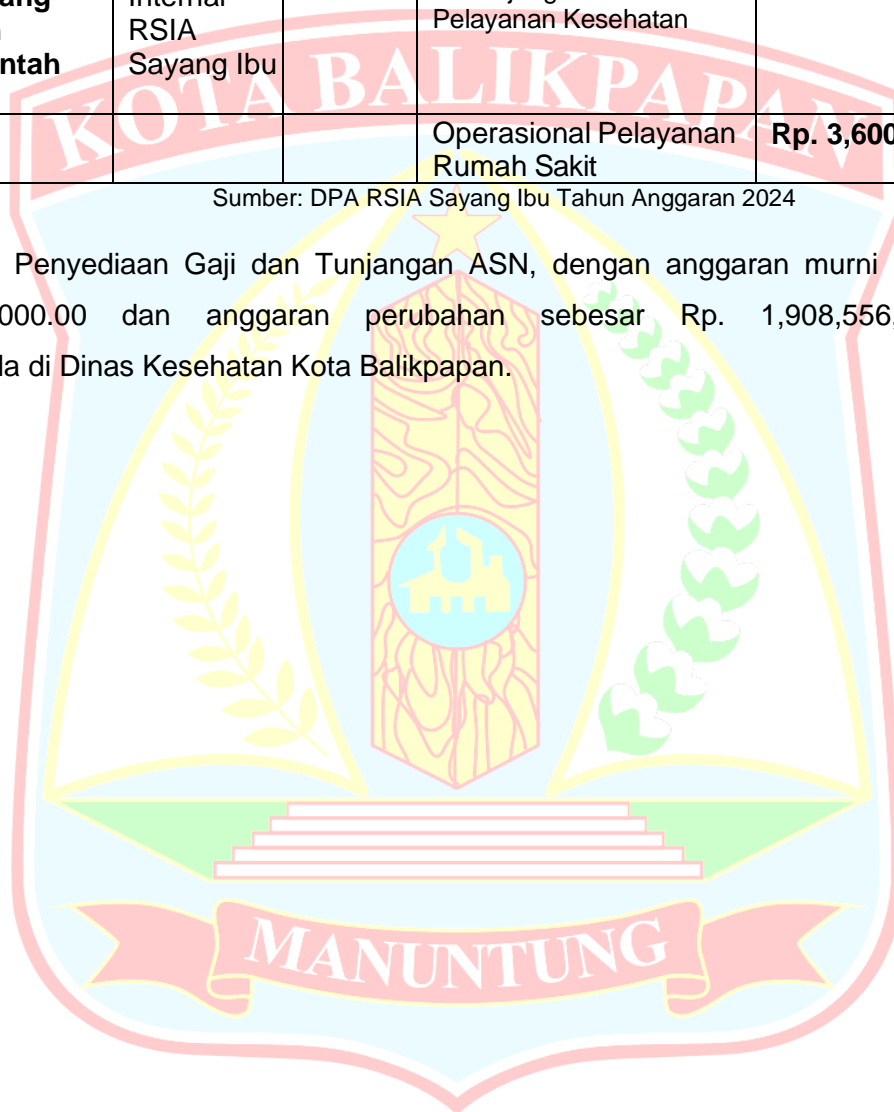 Internal
Pelayanan Kesehatan
RSIA
ntah
Sayang Ibu
KOTA BALIKPAPAN
Operasional Pelayanan
Rp. 3,600
Rumah Sakit
Sumber: DPA RSIA Sayang Ibu Tahun Anggaran 2024
Penyediaan Gaji dan Tunjangan ASN, dengan anggaran murni
000.00 dan anggaran perubahan sebesar Rp. 1,908,556,
la di Dinas Kesehatan Kota Balikpapan.
MANUNTUNG